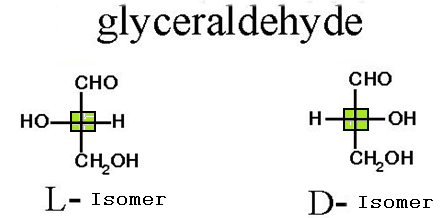 glyceraldehyde
CHO CHO
HO H H OH
CH2OH CH2OH
L- Isomer D- Isomer